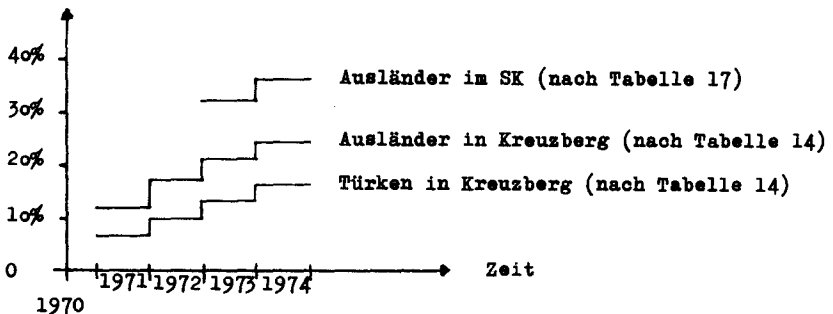 40%
Ausländer im SK (nach Tabelle 17)
30%
Ausländer in Kreuzberg (nach Tabelle 14)
20%
Türken in Kreuzberg (nach Tabelle 14)
10%
0
1971 1972 1973 1974
Zeit
1970